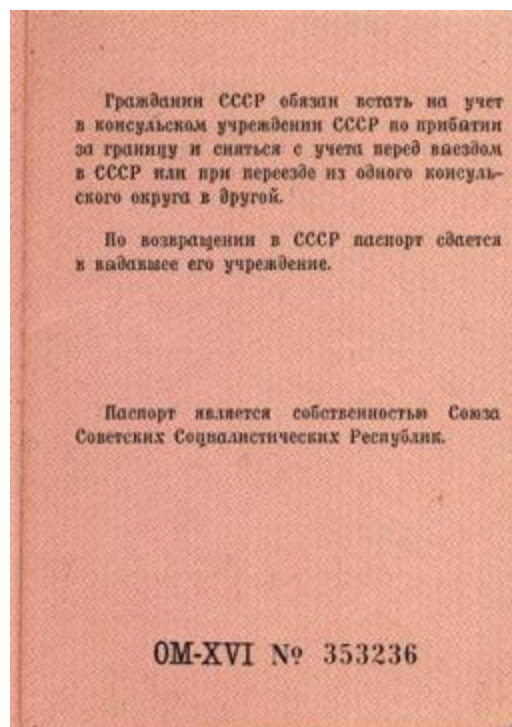 Гражданин СССР обязан встать на учет
в консульском учреждении СССР по прибытии
за границу и сняться с учета перед выездом
в СССР или при переезде из одного консуль-
ского округа в другой.
По возвращении в СССР паспорт сдается
в выдавшее его учреждение.
Паспорт является собственностью Союза
Советских Социалистических Республик.
ОМ-XVI № 353236